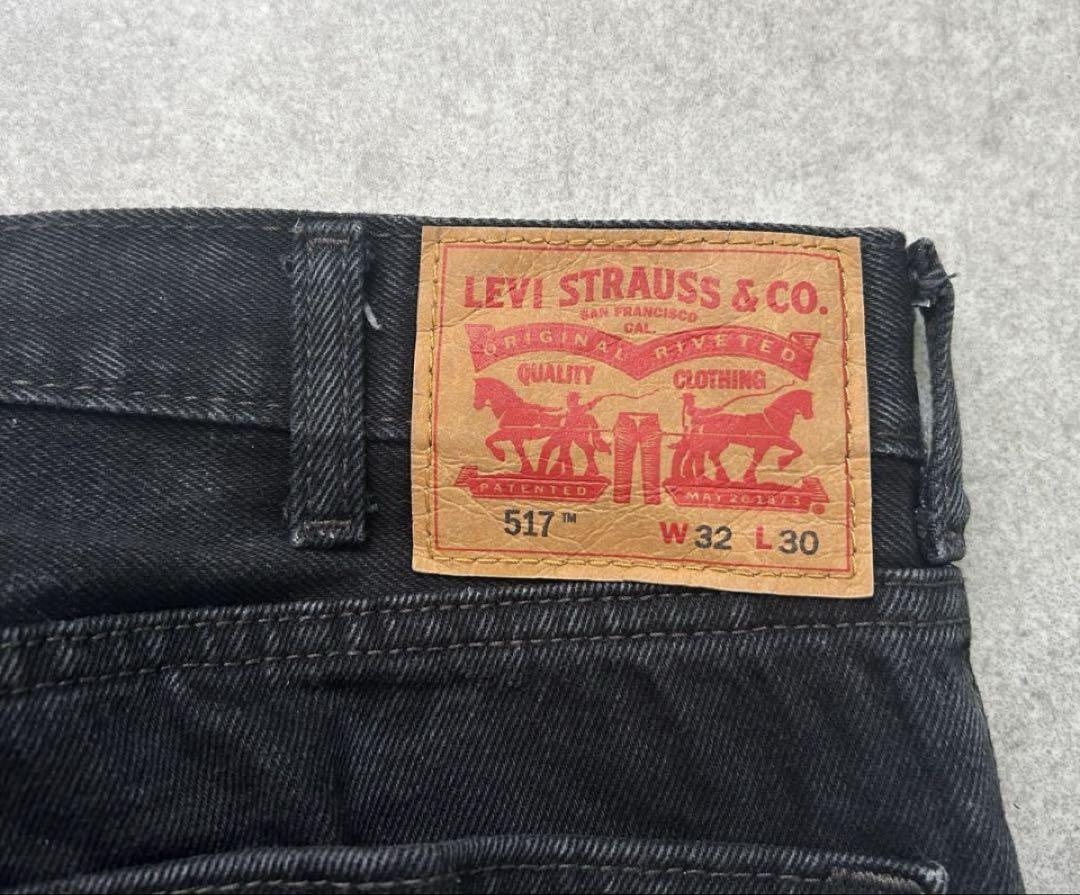 LEVI STRAUSS & CO.
SAN FRANCISCO
CAL.
ORIGINAL RIVETED
QUALITY CLOTHING
PATENTED MAY 20 1873 ®
517™ W 32 L 30